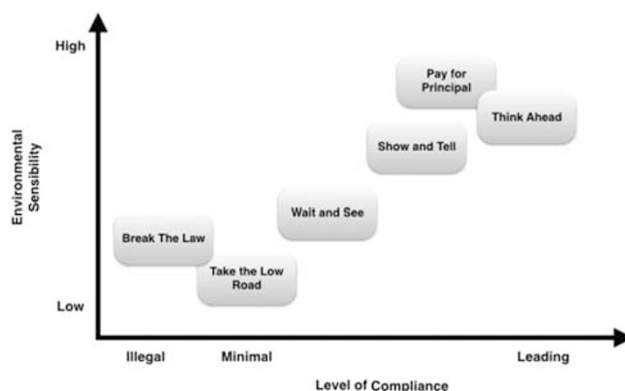 High
Pay for
Principal
Think Ahead
Show and Tell
Environmental
Sensibility
Wait and See
Break The Law
Take the Low
Road
Low
Illegal
Minimal
Leading
Level of Compliance